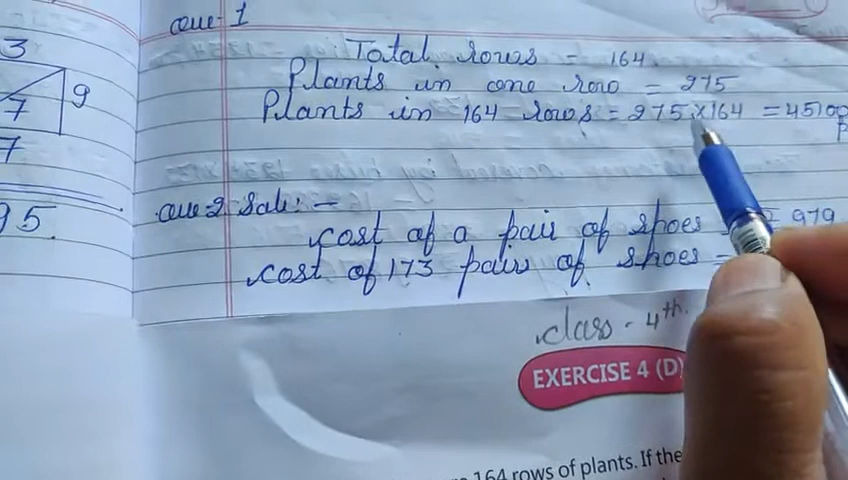 3
9
7
7
95.
Que-1
Total rows = 164.
Plants in one row = 275
Plants in 164 rows = 275×164 = 45100
Que 2 Sol: -
cost of a pair of shoes 979
cost of 173 pair of shoes =
class - 4th.
EXERCISE 4 (D)
164 rows of plants. If the